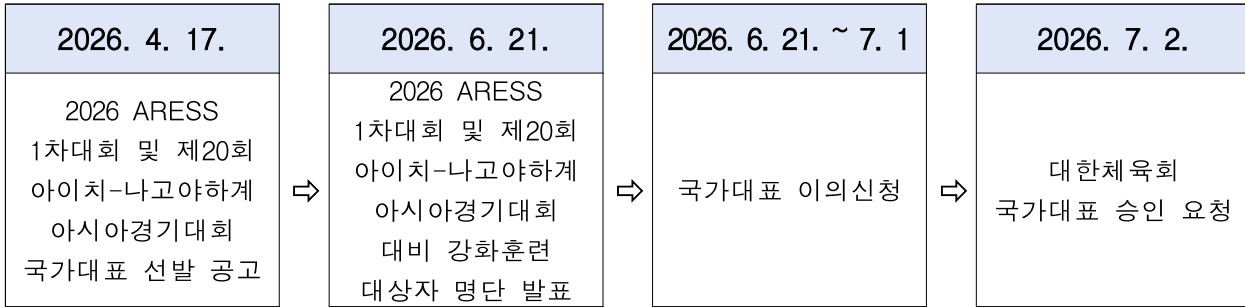 2026. 4. 17.
2026 ARESS
1차대회 및 제20회
아이치-나고야하계
아시아경기대회
국가대표 선발 공고
⇨
2026. 6. 21.
2026 ARESS
1차대회 및 제20회
아이치-나고야하계
아시아경기대회
대비 강화훈련
대상자 명단 발표
⇨
2026. 6. 21. ~ 7. 1
국가대표 이의신청
⇨
2026. 7. 2.
대한체육회
국가대표 승인 요청